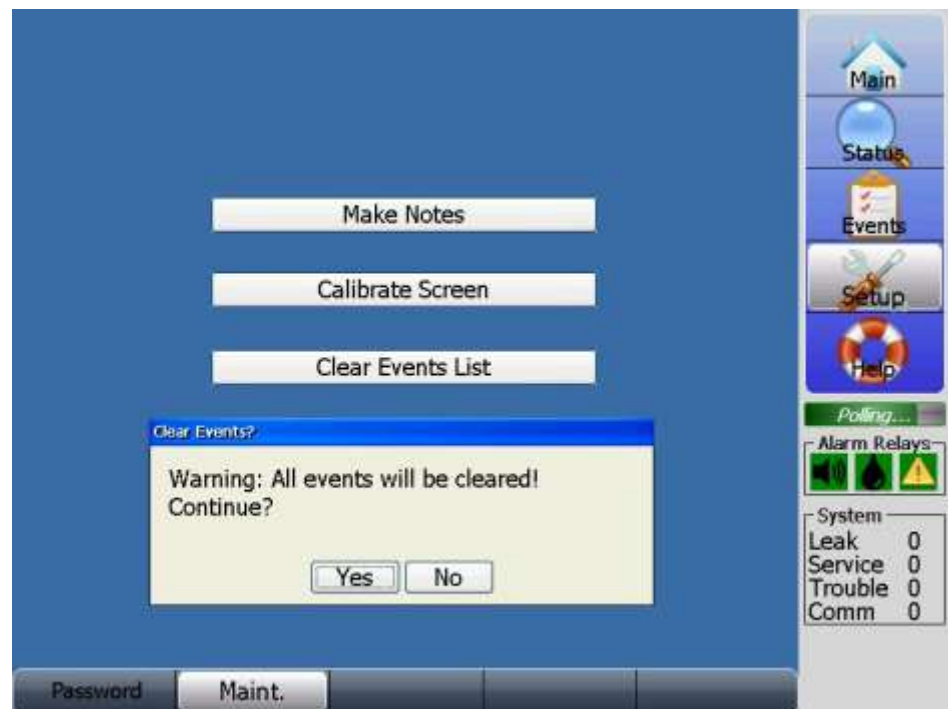 Make Notes
Calibrate Screen
Clear Events List
Clear Events?
Warning: All events will be cleared!
Continue?
Yes No
Password Maint.
Main
Status
Events
Setup
Help
Polling...
Alarm Relays
System
Leak 0
Service 0
Trouble 0
Comm 0